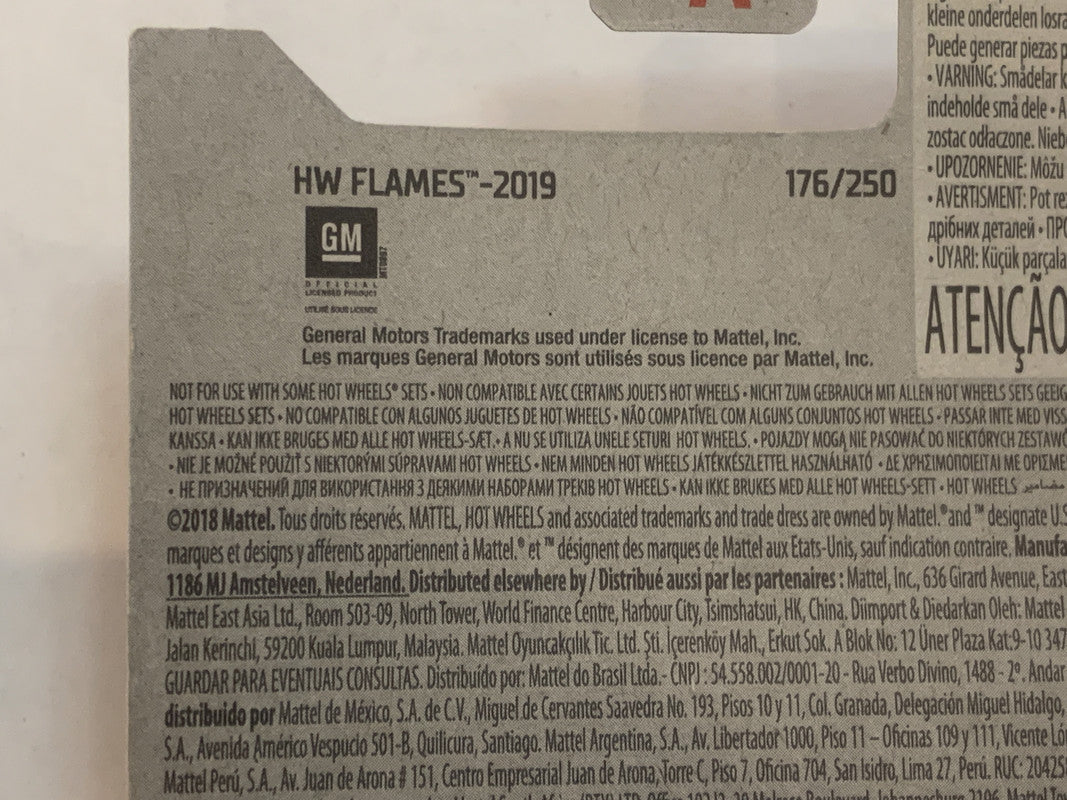 kleine onderdelen losra
Puede generar piezas p
• VARNING: Smådelar k
indeholde små dele • A
zostac odłaczone. Nieb
• UPOZORNENIE: Môžu
• AVERTISMENT: Pot re
дрібних деталей • ПРО
• UYARI: Küçük parçala
ATENÇÃO
HW FLAMES™-2019 176/250
GM
MT0997
OFFICIAL
LICENSED PRODUCT
UTILISÉ SOUS LICENCE
General Motors Trademarks used under license to Mattel, Inc.
Les marques General Motors sont utilisés sous licence par Mattel, Inc.
NOT FOR USE WITH SOME HOT WHEELS® SETS • NON COMPATIBLE AVEC CERTAINS JOUETS HOT WHEELS • NICHT ZUM GEBRAUCH MIT ALLEN HOT WHEELS SETS GEEIG
HOT WHEELS SETS • NO COMPATIBLE CON ALGUNOS JUGUETES DE HOT WHEELS • NÃO COMPATÍVEL COM ALGUNS CONJUNTOS HOT WHEELS • PASSAR INTE MED VISS
KANSSA • KAN IKKE BRUGES MED ALLE HOT WHEELS-SÆT. • A NU SE UTILIZA UNELE SETURI HOT WHEELS. • POJAZDY MOGĄ NIE PASOWAĆ DO NIEKTÓRYCH ZESTAWÓ
• NIE JE MOŽNÉ POUŽIŤ S NIEKTORÝMI SÚPRAVAMI HOT WHEELS • NEM MINDEN HOT WHEELS JÁTÉKKÉSZLETTEL HASZNÁLHATÓ • ΔΕ ΧΡΗΣΙΜΟΠΟΙΕΙΤΑΙ ΜΕ ΟΡΙΣΜΕ
• НЕ ПРИЗНАЧЕНИЙ ДЛЯ ВИКОРИСТАННЯ З ДЕЯКИМИ НАБОРАМИ ТРЕКІВ HOT WHEELS • KAN IKKE BRUKES MED ALLE HOT WHEELS-SETT • HOT WHEELS
©2018 Mattel. Tous droits réservés. MATTEL, HOT WHEELS and associated trademarks and trade dress are owned by Mattel.® and ™ designate U.S
marques et designs y afférents appartiennent à Mattel.® et ™ désignent des marques de Mattel aux Etats-Unis, sauf indication contraire. Manufa
1186 MJ Amstelveen, Nederland. Distributed elsewhere by / Distribué aussi par les partenaires : Mattel, Inc., 636 Girard Avenue, East
Mattel East Asia Ltd., Room 503-09, North Tower, World Finance Centre, Harbour City, Tsimshatsui, HK, China. Diimport & Diedarkan Oleh: Mattel
Jalan Kerinchi, 59200 Kuala Lumpur, Malaysia. Mattel Oyuncakçılık Tic. Ltd. Şti. İçerenköy Mah., Erkut Sok. A Blok No: 12 Üner Plaza Kat:9-10 347
GUARDAR PARA EVENTUAIS CONSULTAS. Distribuído por: Mattel do Brasil Ltda.- CNPJ : 54.558.002/0001-20 - Rua Verbo Divino, 1488 - 2º. Andar
distribuido por Mattel de México, S.A. de C.V., Miguel de Cervantes Saavedra No. 193, Pisos 10 y 11, Col. Granada, Delegación Miguel Hidalgo,
S.A., Avenida Américo Vespucio 501-B, Quilicura, Santiago. Mattel Argentina, S.A., Av. Libertador 1000, Piso 11 – Oficinas 109 y 111, Vicente Ló
Mattel Perú, S.A., Av. Juan de Arona # 151, Centro Empresarial Juan de Arona, Torre C, Piso 7, Oficina 704, San Isidro, Lima 27, Perú. RUC: 20425